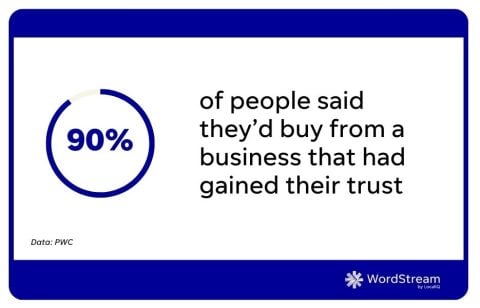 90%
of people said
they'd buy from a
business that had
gained their trust
Data: PWC
WordStream
by LocaliQ